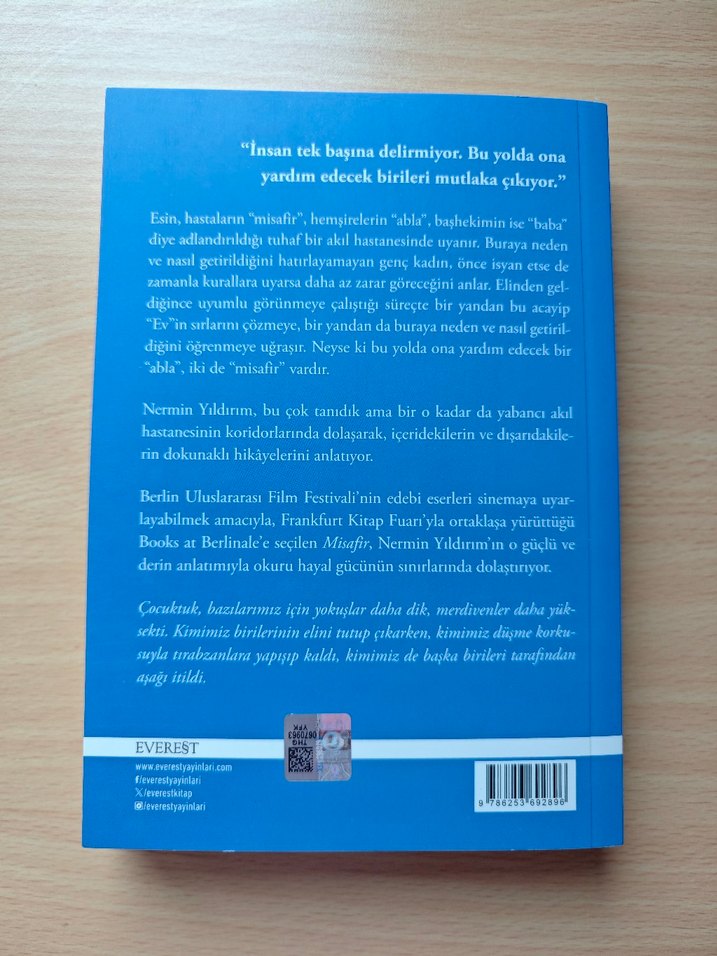 “İnsan tek başına delirmiyor. Bu yolda ona
yardım edecek birileri mutlaka çıkıyor.”
Esin, hastaların “misafir”, hemşirelerin “abla”, başhekimin ise “baba”
diye adlandırıldığı tuhaf bir akıl hastanesinde uyanır. Buraya neden
ve nasıl getirildiğini hatırlayamayan genç kadın, önce isyan etse de
zamanla kurallara uyarsa daha az zarar göreceğini anlar. Elinden gel-
diğince uyumlu görünmeye çalıştığı süreçte bir yandan bu acayip
“Ev”in sırlarını çözmeye, bir yandan da buraya neden ve nasıl getiril-
diğini öğrenmeye uğraşır. Neyse ki bu yolda ona yardım edecek bir
“abla”, iki de “misafir” vardır.
Nermin Yıldırım, bu çok tanıdık ama bir o kadar da yabancı akıl
hastanesinin koridorlarında dolaşarak, içeridekilerin ve dışarıdakile-
rin dokunaklı hikâyelerini anlatıyor.
Berlin Uluslararası Film Festivali’nin edebi eserleri sinemaya uyar-
layabilmek amacıyla, Frankfurt Kitap Fuarı’yla ortaklaşa yürüttüğü
Books at Berlinale’e seçilen Misafir, Nermin Yıldırım’ın o güçlü ve
derin anlatımıyla okuru hayal gücünün sınırlarında dolaştırıyor.
Çocuktuk, bazılarımız için yokuşlar daha dik, merdivenler daha yük-
sekti. Kimimiz birilerinin elini tutup çıkarken, kimimiz düşme korku-
suyla tırabzanlara yapışıp kaldı, kimimiz de başka birileri tarafından
aşağı itildi.
EVEREST
www.everestyayinlari.com
f/everestyayinlari
X/everestkitap
/everestyayinlari
THG
0670963
YFK
9 786253 692896